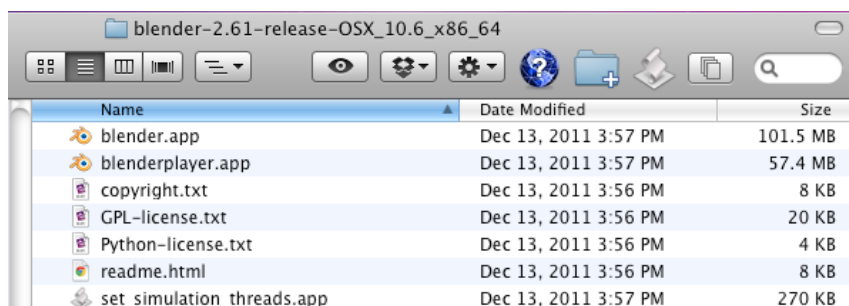 blender-2.61-release-OSX_10.6_x86_64
Name Date Modified Size
blender.app Dec 13, 2011 3:57 PM 101.5 MB
blenderplayer.app Dec 13, 2011 3:57 PM 57.4 MB
copyright.txt Dec 13, 2011 3:56 PM 8 KB
GPL-license.txt Dec 13, 2011 3:56 PM 20 KB
Python-license.txt Dec 13, 2011 3:56 PM 4 KB
readme.html Dec 13, 2011 3:56 PM 8 KB
set_simulation_threads.app Dec 13, 2011 3:57 PM 270 KB